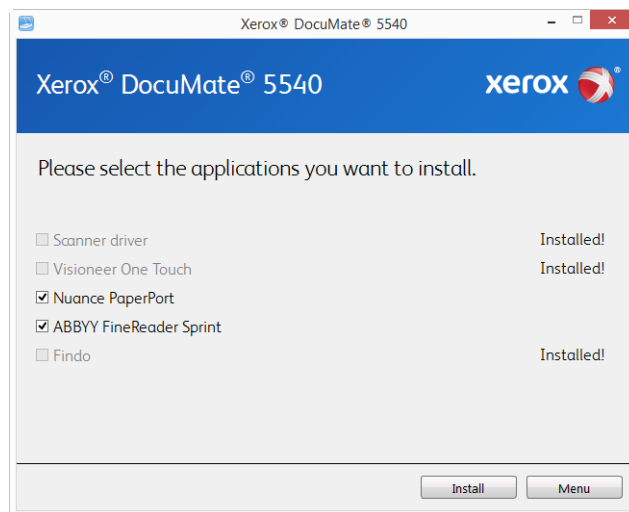 Xerox® DocuMate® 5540
Xerox® DocuMate® 5540
xerox®
Please select the applications you want to install.
Scanner driver Installed!
Visioneer One Touch Installed!
Nuance PaperPort
ABBYY FineReader Sprint
Findo Installed!
Install Menu